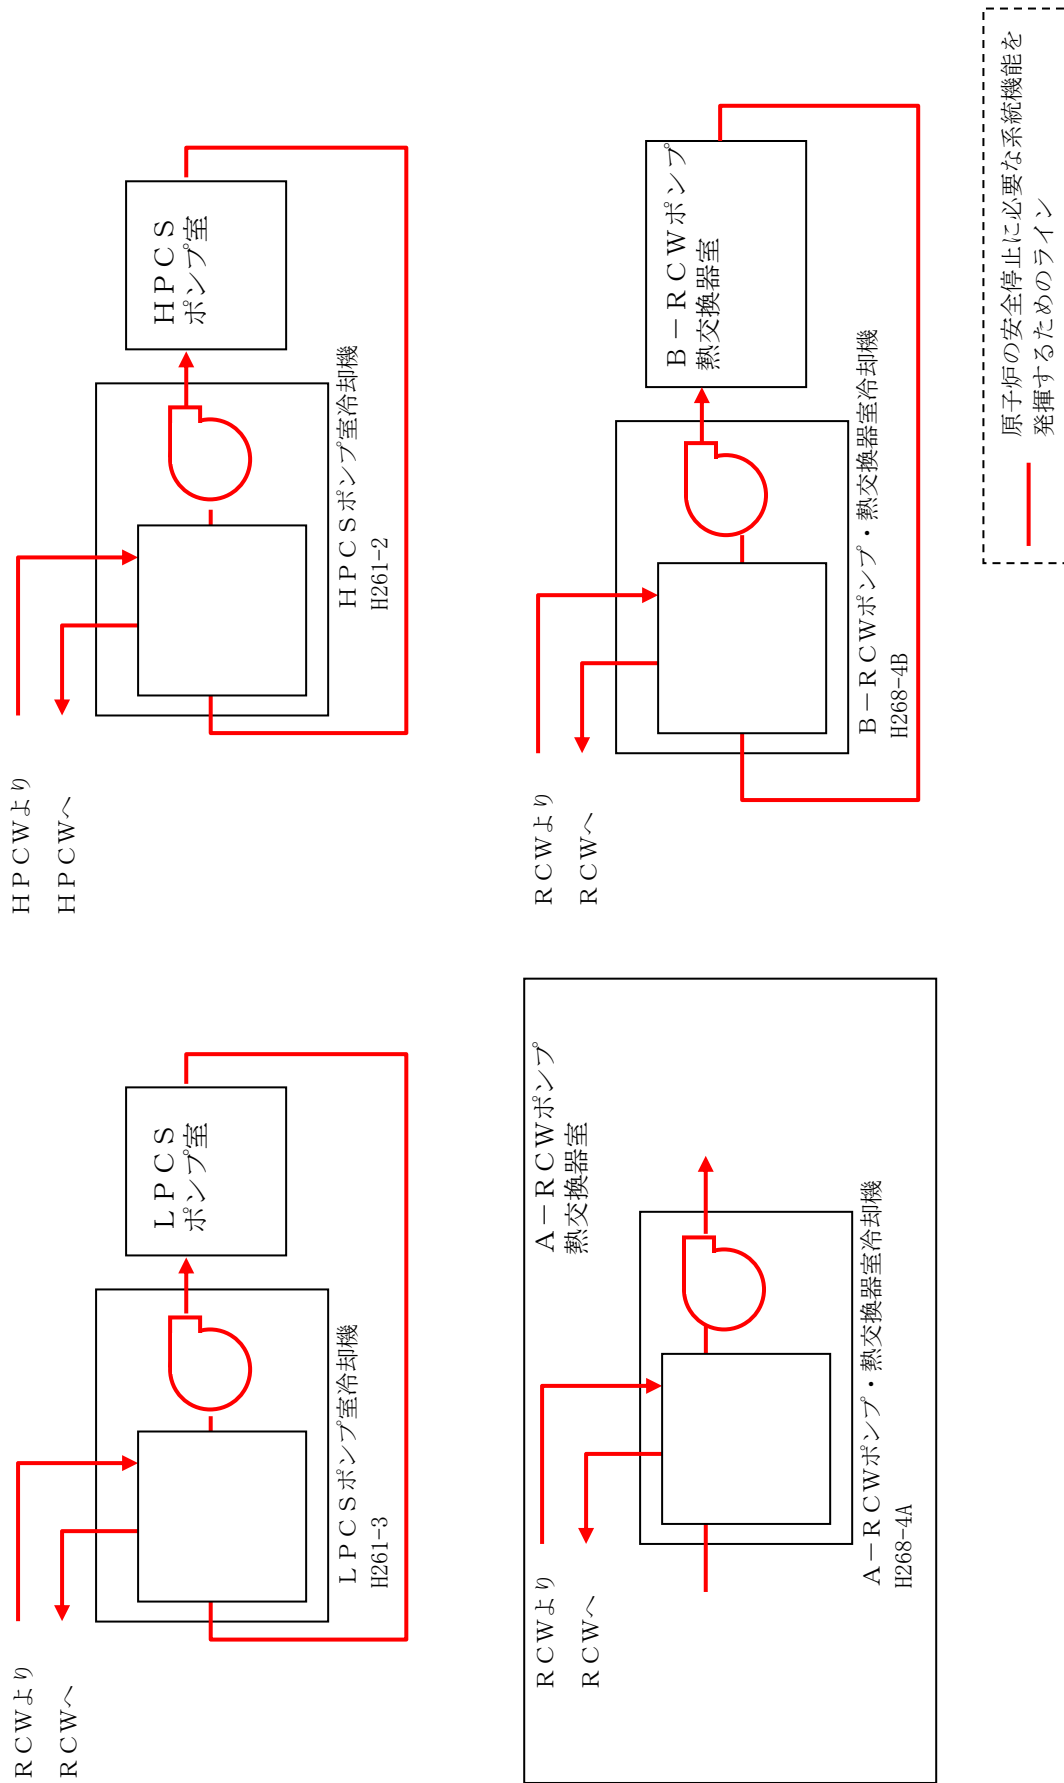 ＲＣＷより
ＲＣＷへ
ＬＰＣＳ
ポンプ室
ＬＰＣＳポンプ室冷却機
H261-3
ＨＰＣＷより
ＨＰＣＷへ
ＨＰＣＳ
ポンプ室
ＨＰＣＳポンプ室冷却機
H261-2
Ａ－ＲＣＷポンプ
熱交換器室
ＲＣＷより
ＲＣＷへ
Ａ－ＲＣＷポンプ・熱交換器室冷却機
H268-4A
ＲＣＷより
ＲＣＷへ
Ｂ－ＲＣＷポンプ
熱交換器室
Ｂ－ＲＣＷポンプ・熱交換器室冷却機
H268-4B
原子炉の安全停止に必要な系統機能を
発揮するためのライン